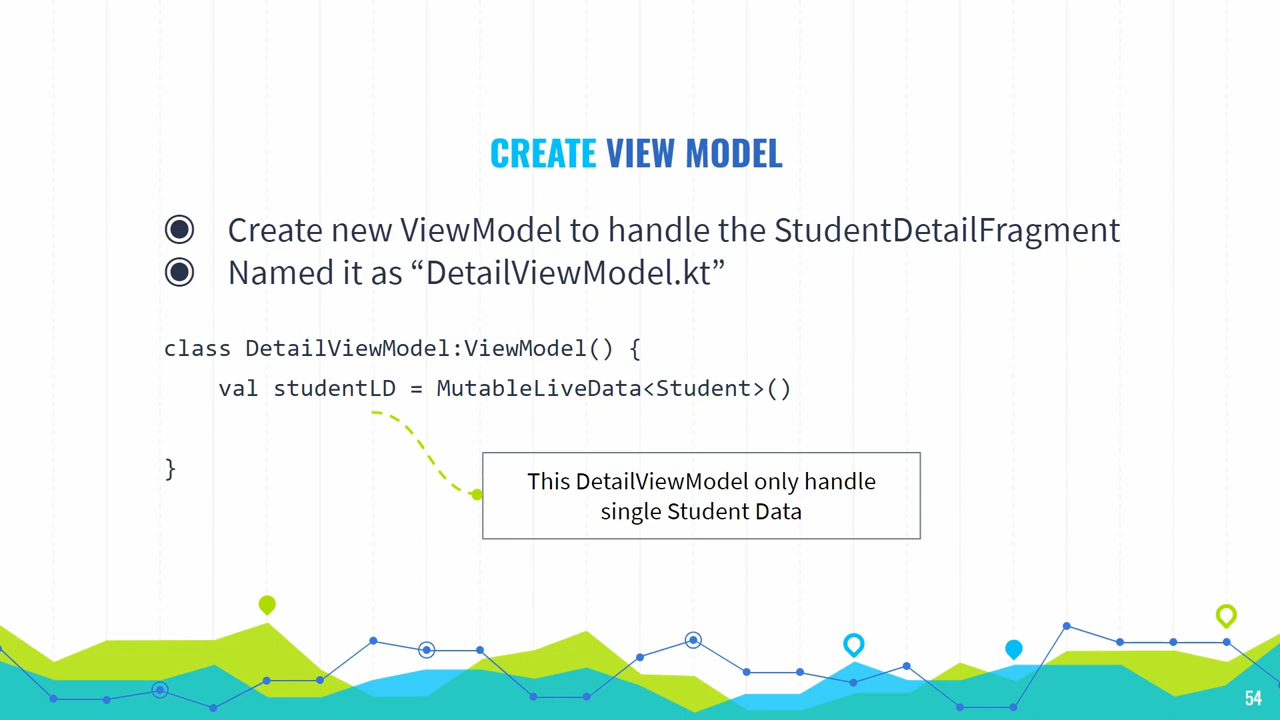 CREATE VIEW MODEL
Create new ViewModel to handle the StudentDetailFragment
Named it as “DetailViewModel.kt”
class DetailViewModel:ViewModel() {
    val studentLD = MutableLiveData<Student>()
}
This DetailViewModel only handle
single Student Data
54